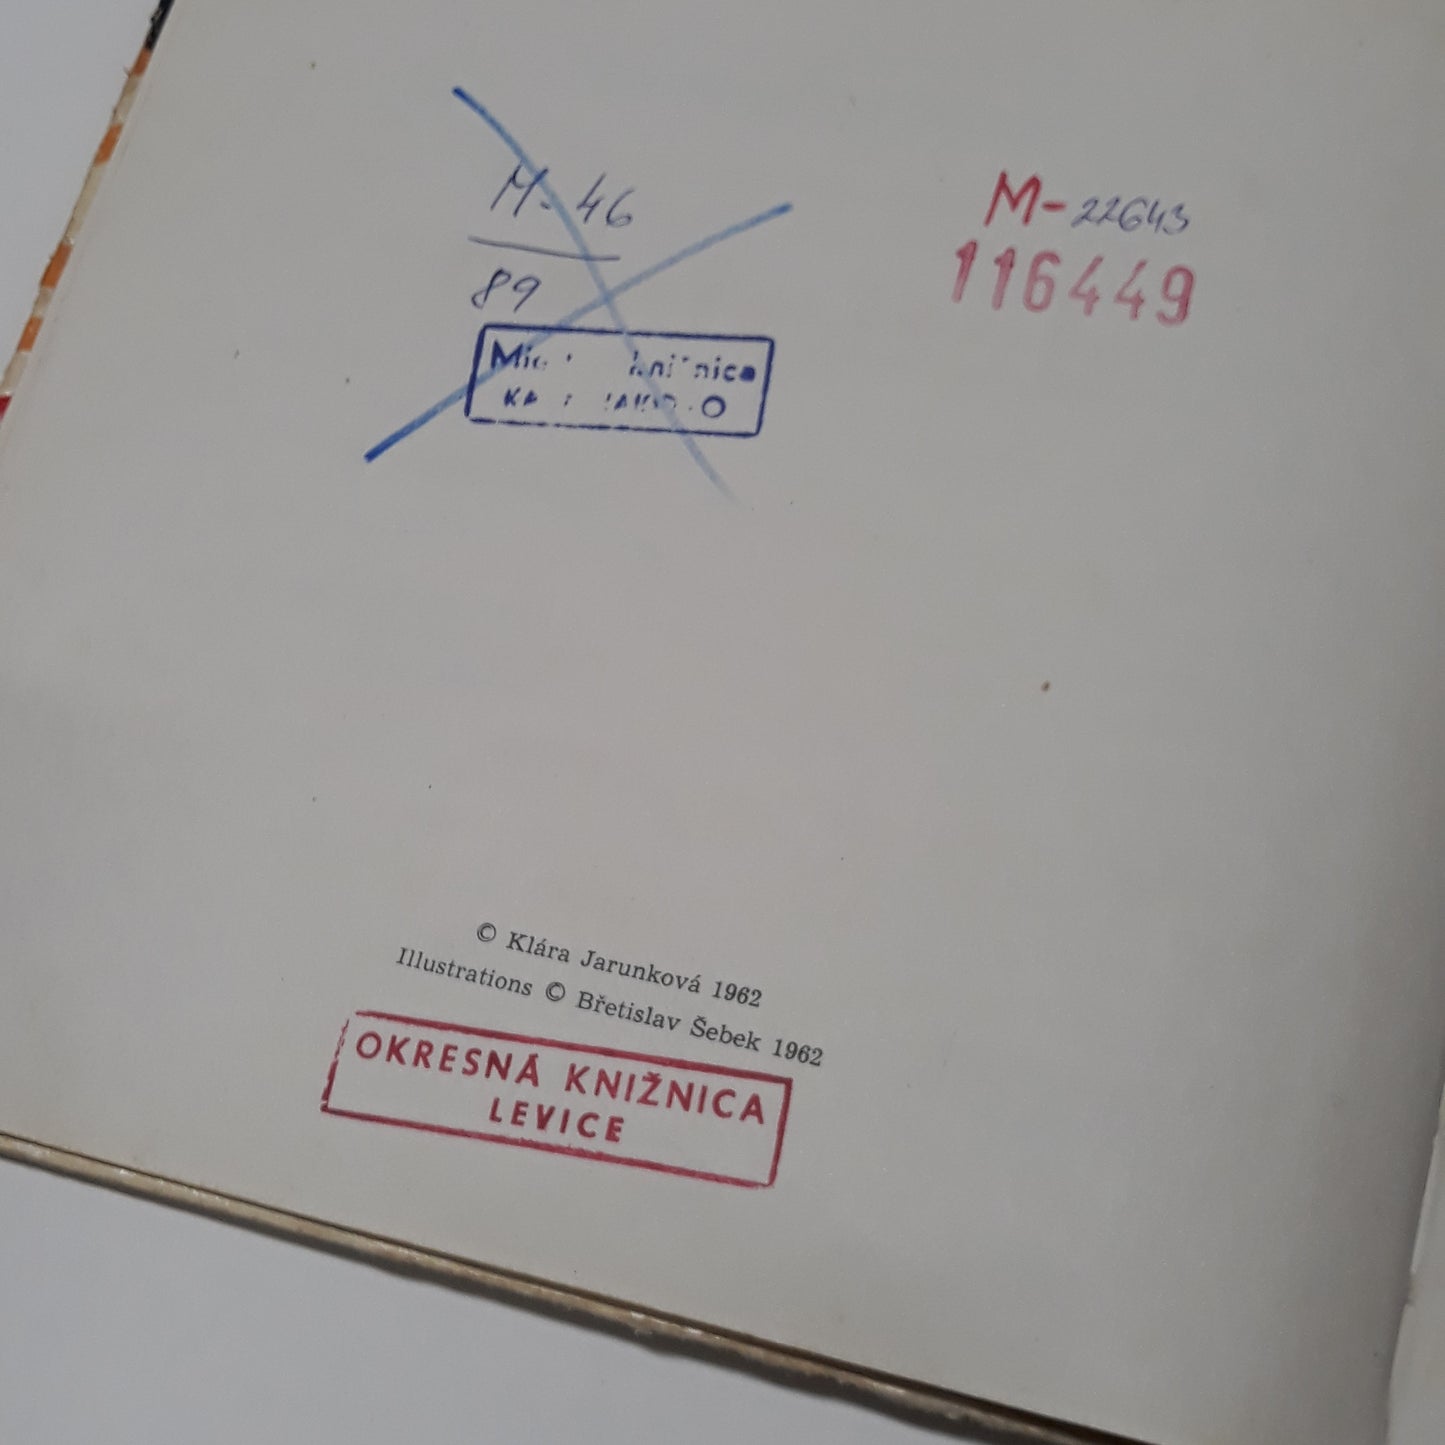 M-46
89
M-22643
116449
© Klára Jarunková 1962
Illustrations © Břetislav Šebek 1962
OKRESNÁ KNIŽNICA
LEVICE